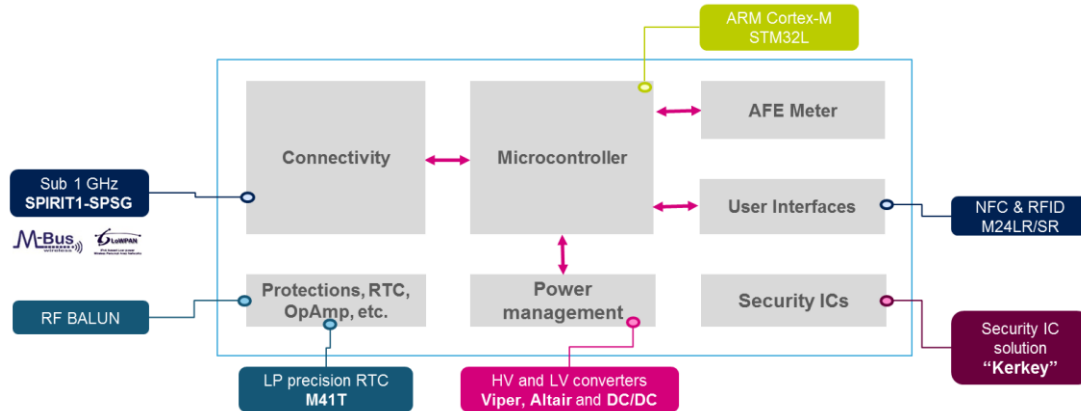 ARM Cortex-M
STM32L
Connectivity
Microcontroller
AFE Meter
User Interfaces
Sub 1 GHz
SPIRIT1-SPSG
M-Bus
6LoWPAN
NFC & RFID
M24LR/SR
RF BALUN
Protections, RTC,
OpAmp, etc.
Power
management
Security ICs
Security IC
solution
“Kerkey”
LP precision RTC
M41T
HV and LV converters
Viper, Altair and DC/DC